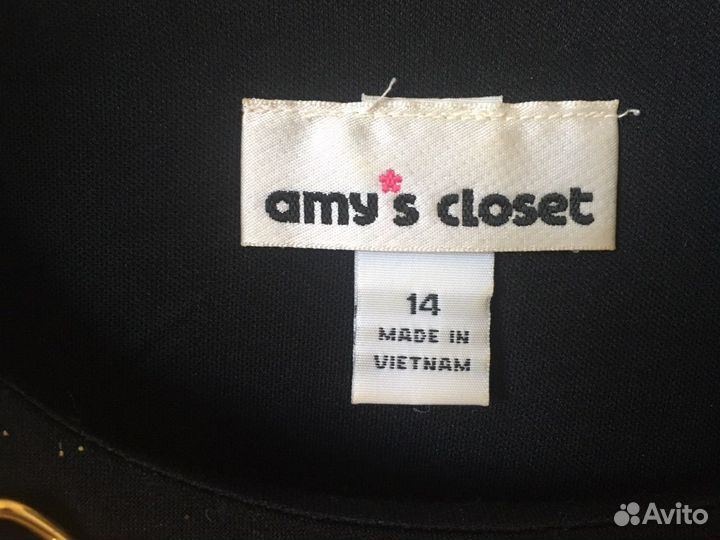 amy's closet
14
MADE IN
VIETNAM
Avito